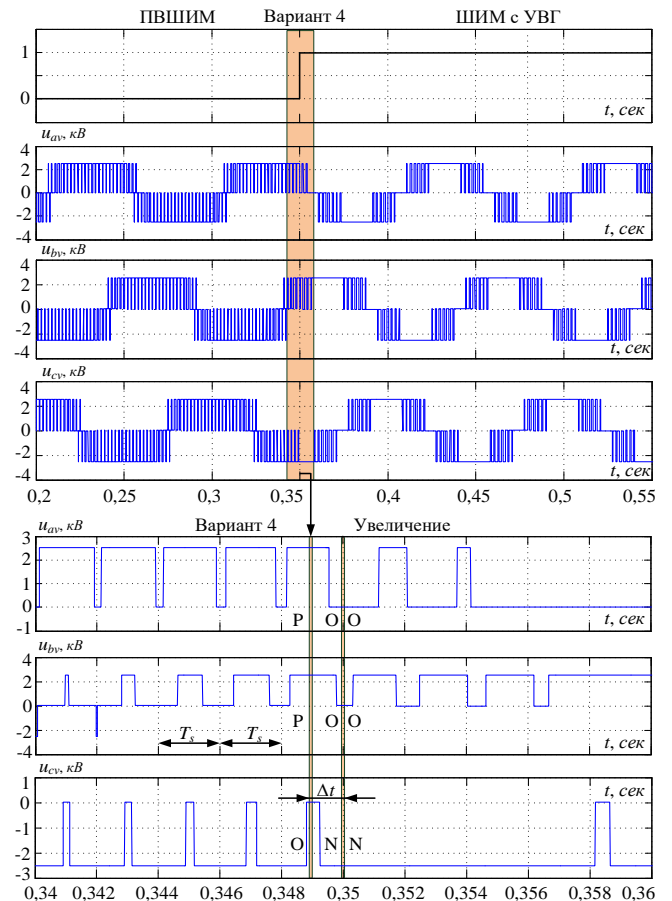 ПВШИМ Вариант 4 ШИМ с УВГ
1
0
t, сек
u_av, кВ
4
2
0
-2
-4
u_bv, кВ
4
2
0
-2
-4
t, сек
u_cv, кВ
4
2
0
-2
-4
t, сек
0,2 0,25 0,3 0,35 0,4 0,45 0,5 0,55
u_av, кВ Вариант 4 Увеличение
3
2
1
0
-1
P O O
t, сек
u_bv, кВ
4
2
0
-2
-4
P O O
T_s T_s
t, сек
u_cv, кВ
Δt
t, сек
0
-1
-2
-3
O N N
0,34 0,342 0,344 0,346 0,348 0,35 0,352 0,354 0,356 0,358 0,36